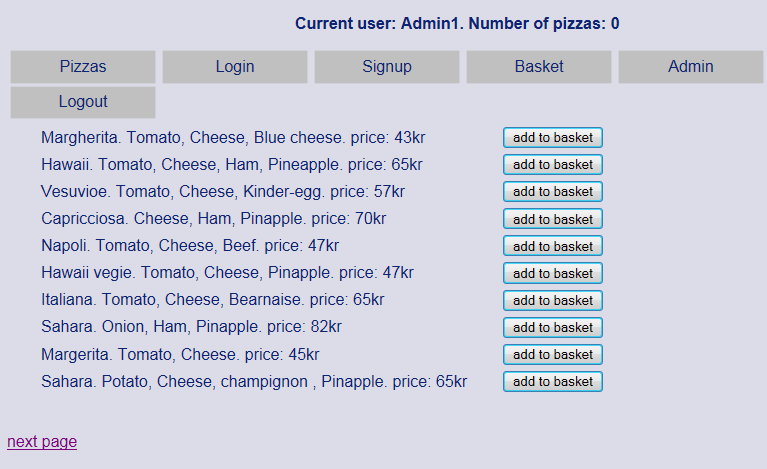 Current user: Admin1. Number of pizzas: 0
Pizzas Login Signup Basket Admin
Logout
Margherita. Tomato, Cheese, Blue cheese. price: 43kr add to basket
Hawaii. Tomato, Cheese, Ham, Pineapple. price: 65kr add to basket
Vesuvioe. Tomato, Cheese, Kinder-egg. price: 57kr add to basket
Capricciosa. Cheese, Ham, Pinapple. price: 70kr add to basket
Napoli. Tomato, Cheese, Beef. price: 47kr add to basket
Hawaii vegie. Tomato, Cheese, Pinapple. price: 47kr add to basket
Italiana. Tomato, Cheese, Bearnaise. price: 65kr add to basket
Sahara. Onion, Ham, Pinapple. price: 82kr add to basket
Margerita. Tomato, Cheese. price: 45kr add to basket
Sahara. Potato, Cheese, champignon , Pinapple. price: 65kr add to basket
next page